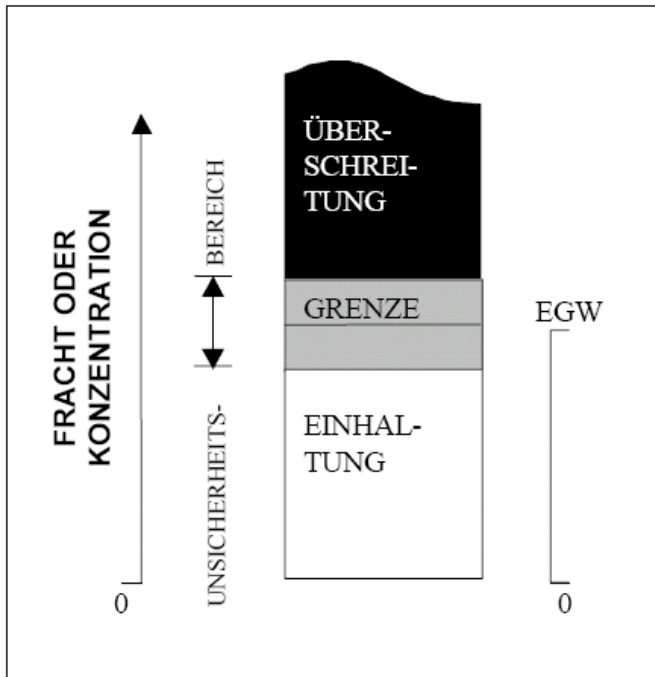 FRACHT ODER
KONZENTRATION
0
UNSICHERHEITS-
BEREICH
ÜBER-
SCHREI-
TUNG
GRENZE
EINHAL-
TUNG
EGW
0